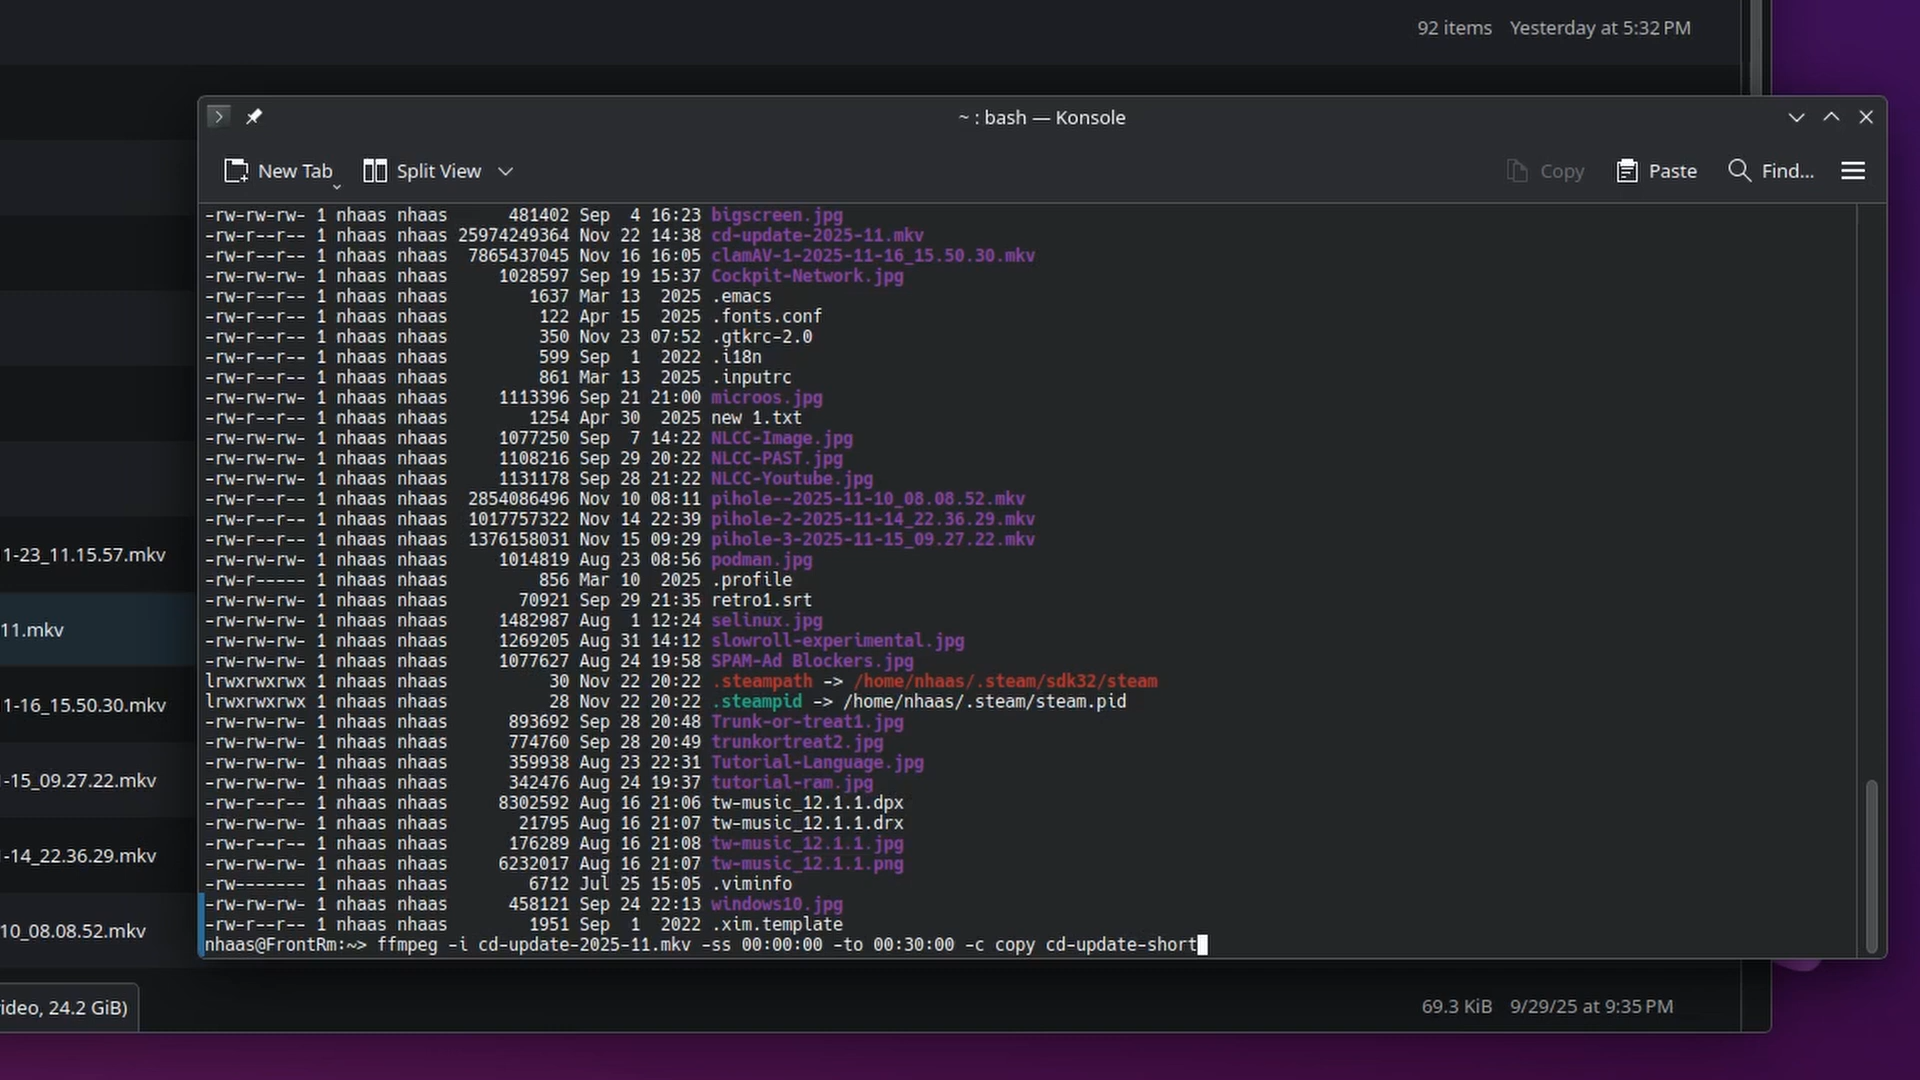 92 items Yesterday at 5:32 PM
~ : bash — Konsole
New Tab Split View Copy Paste Find...
-rw-rw-rw- 1 nhaas nhaas 481402 Sep 4 16:23 bigscreen.jpg
-rw-r--r-- 1 nhaas nhaas 25974249364 Nov 22 14:38 cd-update-2025-11.mkv
-rw-r--r-- 1 nhaas nhaas 7865437045 Nov 16 16:05 clamAV-1-2025-11-16_15.50.30.mkv
-rw-rw-rw- 1 nhaas nhaas 1028597 Sep 19 15:37 Cockpit-Network.jpg
-rw-r--r-- 1 nhaas nhaas 1637 Mar 13 2025 .emacs
-rw-r--r-- 1 nhaas nhaas 122 Apr 15 2025 .fonts.conf
-rw-r--r-- 1 nhaas nhaas 350 Nov 23 07:52 .gtkrc-2.0
-rw-r--r-- 1 nhaas nhaas 599 Sep 1 2022 .i18n
-rw-r--r-- 1 nhaas nhaas 861 Mar 13 2025 .inputrc
-rw-rw-rw- 1 nhaas nhaas 1113396 Sep 21 21:00 microos.jpg
-rw-r--r-- 1 nhaas nhaas 1254 Apr 30 2025 new 1.txt
-rw-rw-rw- 1 nhaas nhaas 1077250 Sep 7 14:22 NLCC-Image.jpg
-rw-rw-rw- 1 nhaas nhaas 1108216 Sep 29 20:22 NLCC-PAST.jpg
-rw-rw-rw- 1 nhaas nhaas 1131178 Sep 28 21:22 NLCC-Youtube.jpg
-rw-r--r-- 1 nhaas nhaas 2854086496 Nov 10 08:11 pihole--2025-11-10_08.08.52.mkv
-rw-r--r-- 1 nhaas nhaas 1017757322 Nov 14 22:39 pihole-2-2025-11-14_22.36.29.mkv
-rw-r--r-- 1 nhaas nhaas 1376158031 Nov 15 09:29 pihole-3-2025-11-15_09.27.22.mkv
-rw-rw-rw- 1 nhaas nhaas 1014819 Aug 23 08:56 podman.jpg
-rw-r----- 1 nhaas nhaas 856 Mar 10 2025 .profile
-rw-rw-rw- 1 nhaas nhaas 70921 Sep 29 21:35 retro1.srt
-rw-rw-rw- 1 nhaas nhaas 1482987 Aug 1 12:24 selinux.jpg
-rw-rw-rw- 1 nhaas nhaas 1269205 Aug 31 14:12 slowroll-experimental.jpg
-rw-rw-rw- 1 nhaas nhaas 1077627 Aug 24 19:58 SPAM-Ad Blockers.jpg
lrwxrwxrwx 1 nhaas nhaas 30 Nov 22 20:22 .steampath -> /home/nhaas/.steam/sdk32/steam
lrwxrwxrwx 1 nhaas nhaas 28 Nov 22 20:22 .steampid -> /home/nhaas/.steam/steam.pid
-rw-rw-rw- 1 nhaas nhaas 893692 Sep 28 20:48 Trunk-or-treat1.jpg
-rw-rw-rw- 1 nhaas nhaas 774760 Sep 28 20:49 trunkortreat2.jpg
-rw-rw-rw- 1 nhaas nhaas 359938 Aug 23 22:31 Tutorial-Language.jpg
-rw-rw-rw- 1 nhaas nhaas 342476 Aug 24 19:37 tutorial-ram.jpg
-rw-r--r-- 1 nhaas nhaas 8302592 Aug 16 21:06 tw-music_12.1.1.dpx
-rw-rw-rw- 1 nhaas nhaas 21795 Aug 16 21:07 tw-music_12.1.1.drx
-rw-rw-rw- 1 nhaas nhaas 176289 Aug 16 21:08 tw-music_12.1.1.jpg
-rw-rw-rw- 1 nhaas nhaas 6232017 Aug 16 21:07 tw-music_12.1.1.png
-rw------- 1 nhaas nhaas 6712 Jul 25 15:05 .viminfo
-rw-rw-rw- 1 nhaas nhaas 458121 Sep 24 22:13 windows10.jpg
-rw-r--r-- 1 nhaas nhaas 1951 Sep 1 2022 .xim.template
nhaas@FrontRm:~> ffmpeg -i cd-update-2025-11.mkv -ss 00:00:00 -to 00:30:00 -c copy cd-update-short
1-23_11.15.57.mkv
11.mkv
1-16_15.50.30.mkv
-15_09.27.22.mkv
-14_22.36.29.mkv
10_08.08.52.mkv
ideo, 24.2 GiB)
69.3 KiB 9/29/25 at 9:35 PM